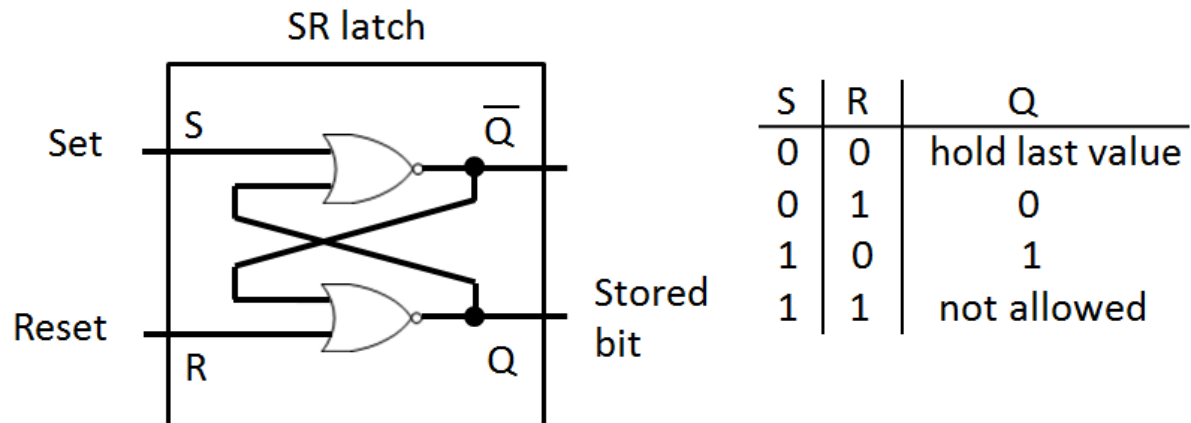 SR latch
Set
S
Q̅
Reset
R
Q
Stored
bit
S R Q
0 0 hold last value
0 1 0
1 0 1
1 1 not allowed